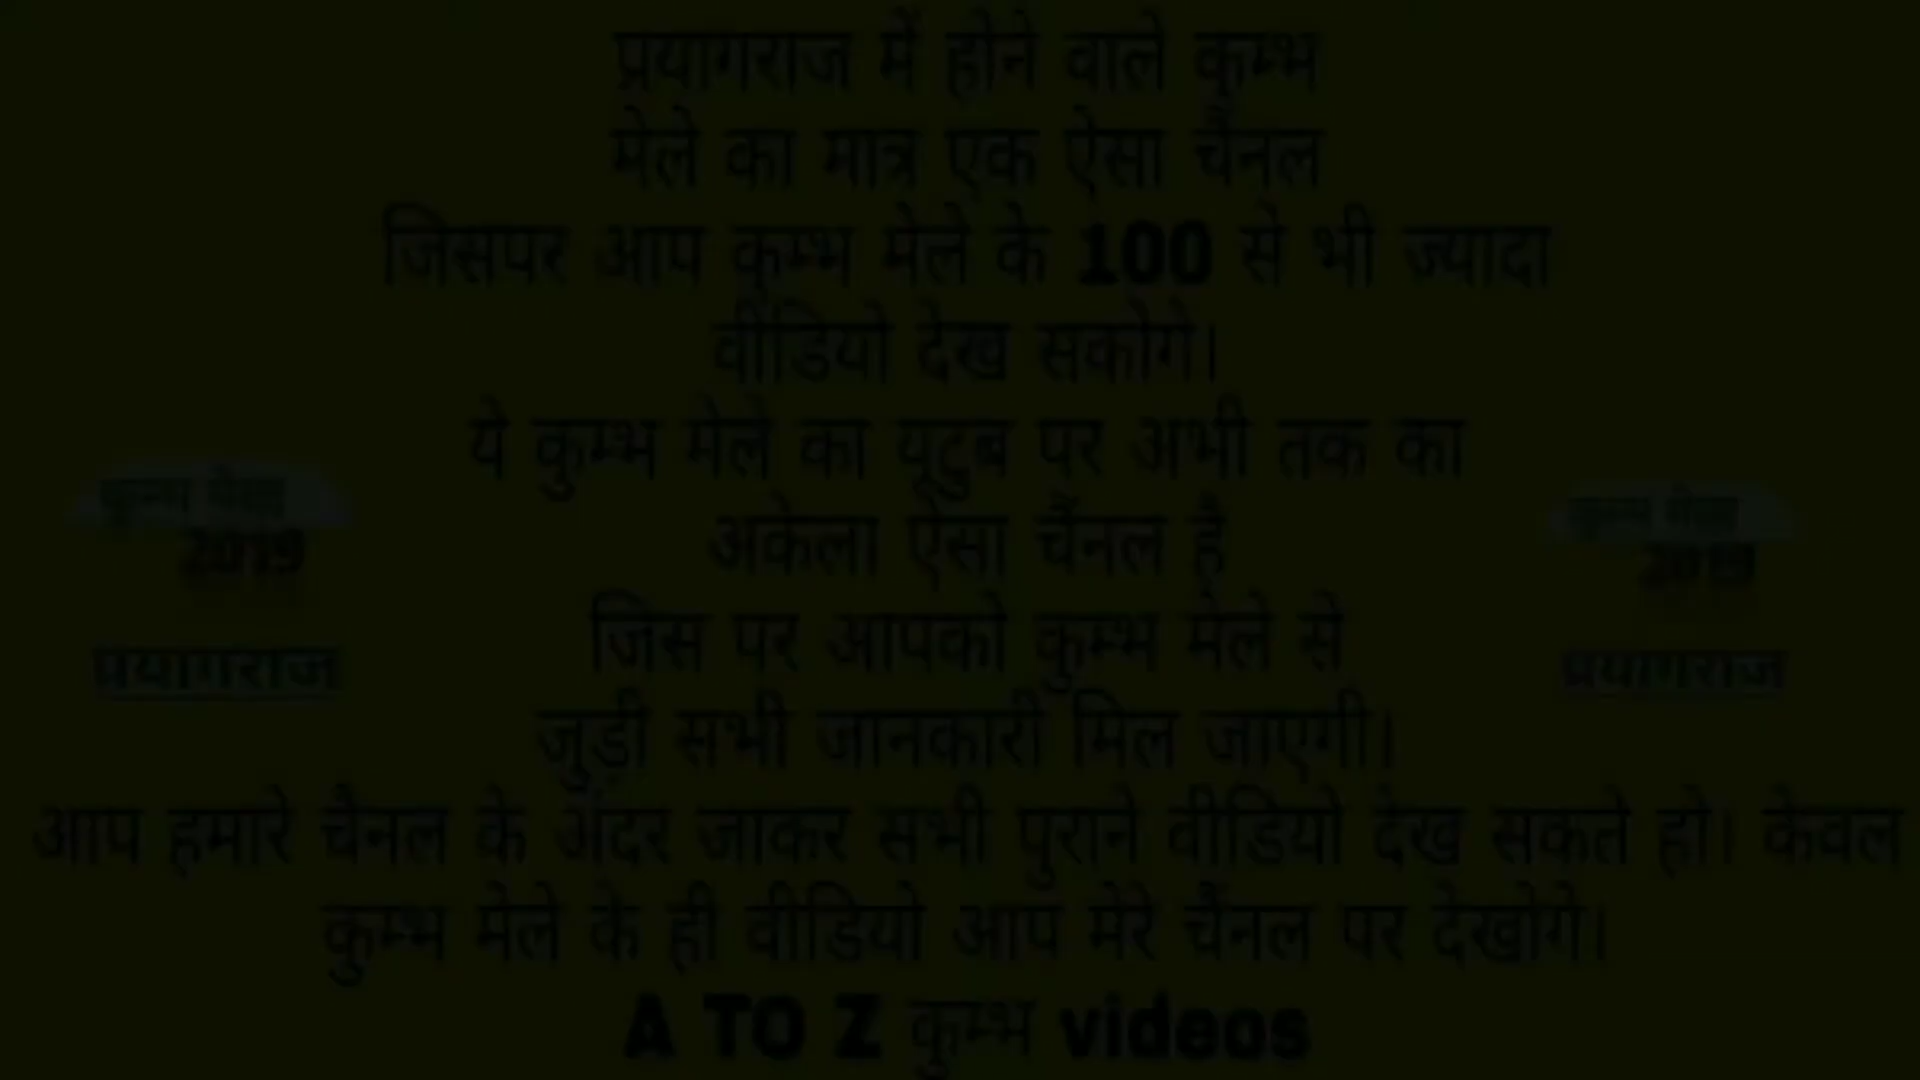 प्रयागराज में होने वाले कुम्भ
मेले का मात्र एक ऐसा चैंनल
जिसपर आप कुम्भ मेले के 100 से भी ज्यादा
वीडियो देख सकोगे।
ये कुम्भ मेले का यूटुब पर अभी तक का
अकेला ऐसा चैंनल है
जिस पर आपको कुम्भ मेले से
जुडी सभी जानकारी मिल जाएगी।
आप हमारे चैनल के अंदर जाकर सभी पुराने वीडियो देख सकते हो। केवल
कुम्भ मेले के ही वीडियो आप मेरे चैंनल पर देखोगे।
A TO Z कुम्भ videos
कुम्भ मेला
2019
प्रयागराज
कुम्भ मेला
2019
प्रयागराज